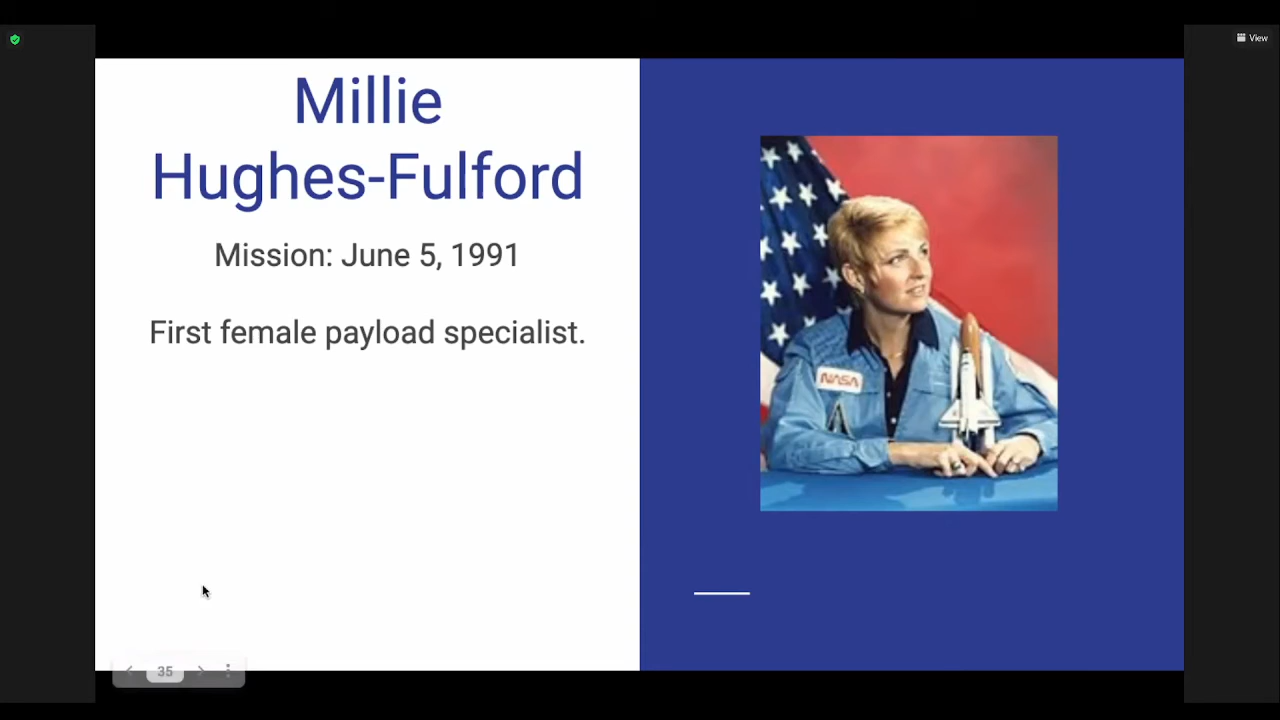 View
Millie
Hughes-Fulford
Mission: June 5, 1991
First female payload specialist.
NASA
35